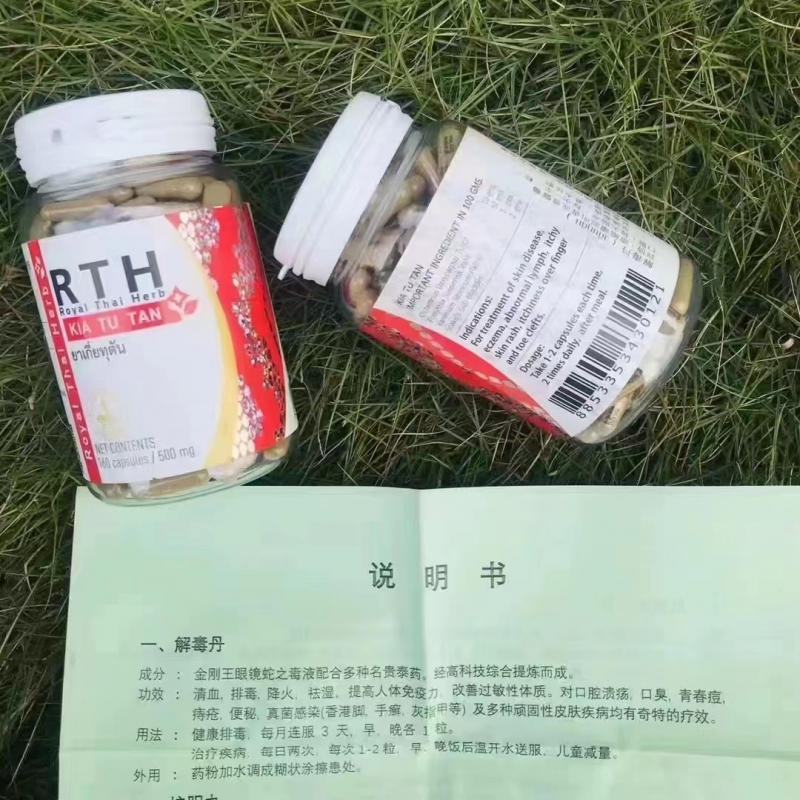 RTH
Royal Thai Herb
KIA TU TAN
ยาเกี่ยทุตัน
NET CONTENTS
160 capsules / 500 mg
Royal Thai Herb
Royal Thai Herb
KIA TU TAN
IMPORTANT INGREDIENT IN 100 GMS.
Indications:
For treatment of skin disease,
eczema, abnormal lymph, itchy
skin rash, itchiness over finger
and toe clefts.
Dosage:
Take 1-2 capsules each time,
2 times daily, after meal.
8853353430121
说 明 书
一、解毒丹
成分 ： 金刚王眼镜蛇之毒液配合多种名贵泰药，经高科技综合提炼而成。
功效 ： 清血, 排毒, 降火, 祛湿, 提高人体免疫力, 改善过敏性体质。对口腔溃疡, 口臭, 青春痘,
痔疮, 便秘, 真菌感染(香港脚, 手癣, 灰指甲等) 及多种顽固性皮肤疾病均有奇特的疗效。
用法 ： 健康排毒, 每月连服 3 天, 早, 晚各 1 粒。
治疗疾病, 每日两次, 每次 1-2 粒, 早、晚饭后温开水送服, 儿童减量。
外用 ： 药粉加水调成糊状涂擦患处。